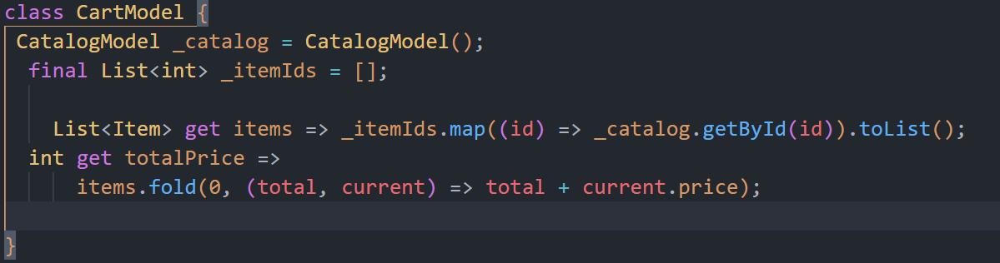 class CartModel {
CatalogModel _catalog = CatalogModel();
final List<int> _itemIds = [];
List<Item> get items => _itemIds.map((id) => _catalog.getById(id)).toList();
int get totalPrice =>
items.fold(0, (total, current) => total + current.price);
}